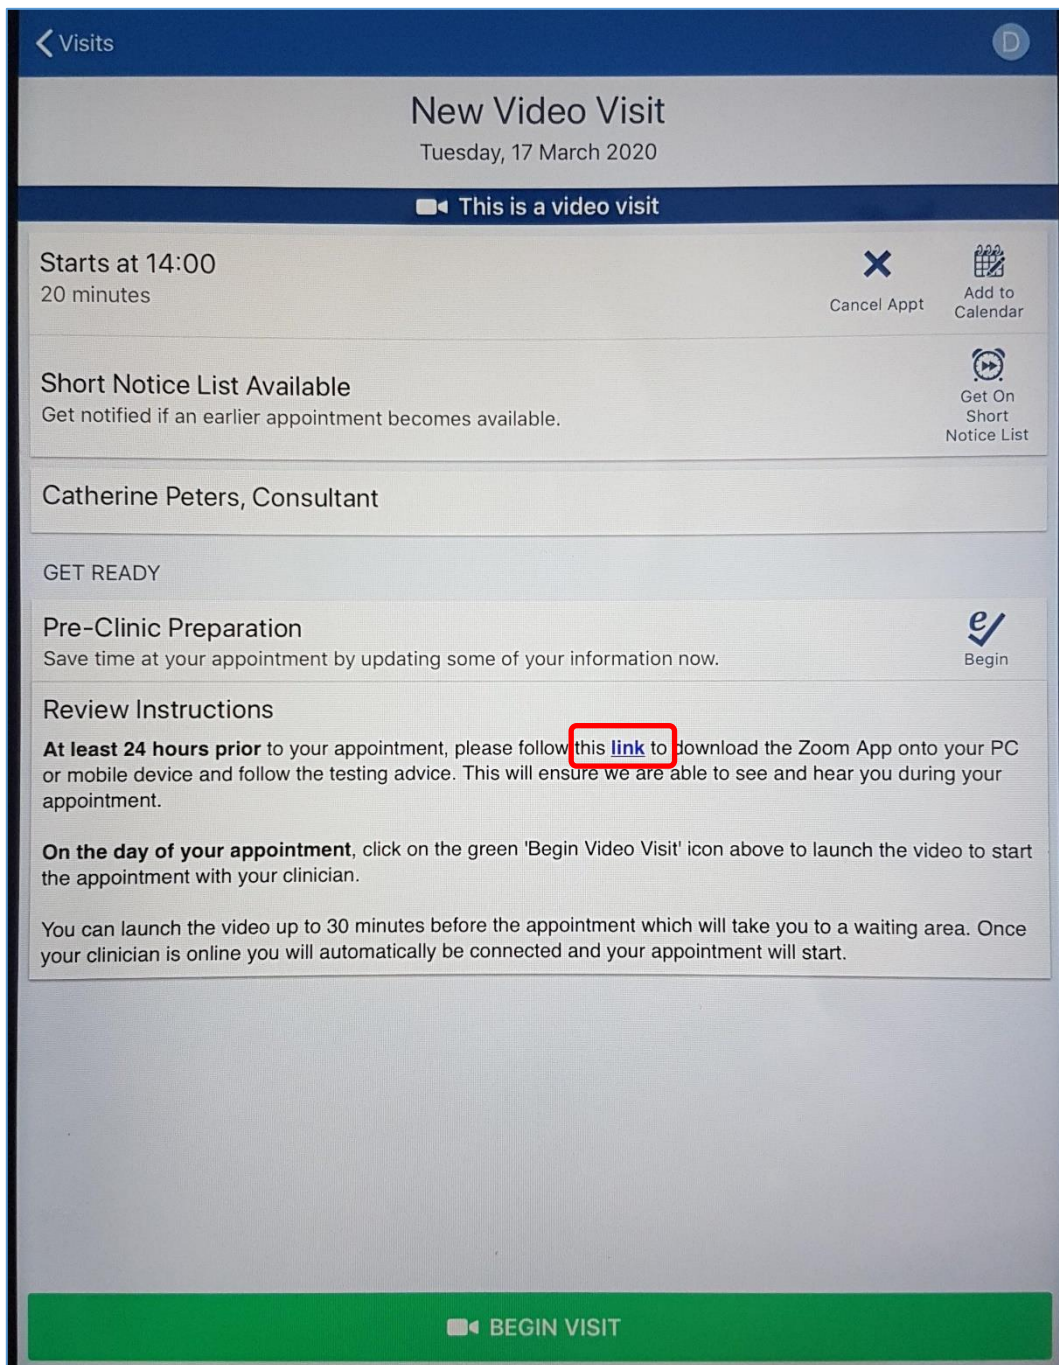 Visits
D
New Video Visit
Tuesday, 17 March 2020
This is a video visit
Starts at 14:00
20 minutes
Cancel Appt
Add to
Calendar
Short Notice List Available
Get notified if an earlier appointment becomes available.
Get On
Short
Notice List
Catherine Peters, Consultant
GET READY
Pre-Clinic Preparation
Save time at your appointment by updating some of your information now.
Begin
Review Instructions
At least 24 hours prior to your appointment, please follow this link to download the Zoom App onto your PC
or mobile device and follow the testing advice. This will ensure we are able to see and hear you during your
appointment.
On the day of your appointment, click on the green 'Begin Video Visit' icon above to launch the video to start
the appointment with your clinician.
You can launch the video up to 30 minutes before the appointment which will take you to a waiting area. Once
your clinician is online you will automatically be connected and your appointment will start.
BEGIN VISIT